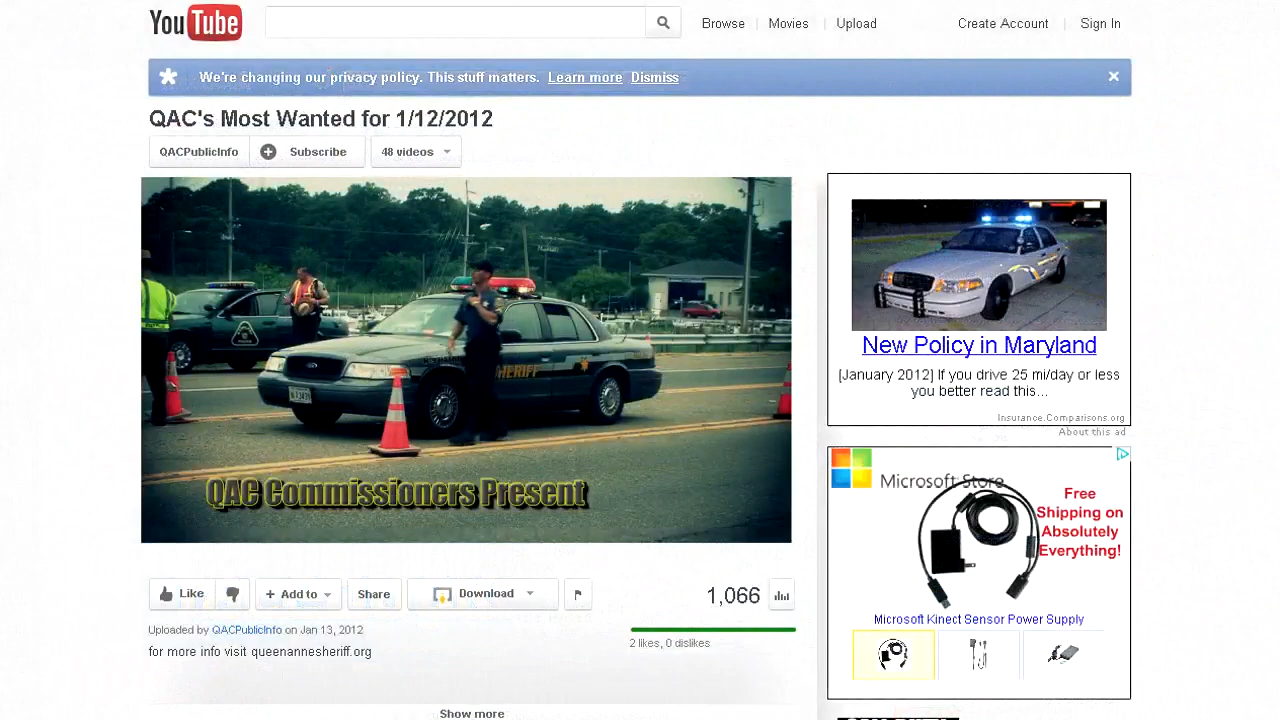 YouTube
Browse | Movies | Upload
Create Account | Sign In
We're changing our privacy policy. This stuff matters. Learn more Dismiss
QAC's Most Wanted for 1/12/2012
QACPublicInfo
Subscribe
48 videos
SHERIFF
QAC Commissioners Present
Like
Add to
Share
Download
1,066
Uploaded by QACPublicInfo on Jan 13, 2012
2 likes, 0 dislikes
for more info visit queenannesheriff.org
Show more
New Policy in Maryland
[January 2012] If you drive 25 mi/day or less
you better read this...
Insurance.Comparisons.org
About this ad
Microsoft Store
Free
Shipping on
Absolutely
Everything!
Microsoft Kinect Sensor Power Supply